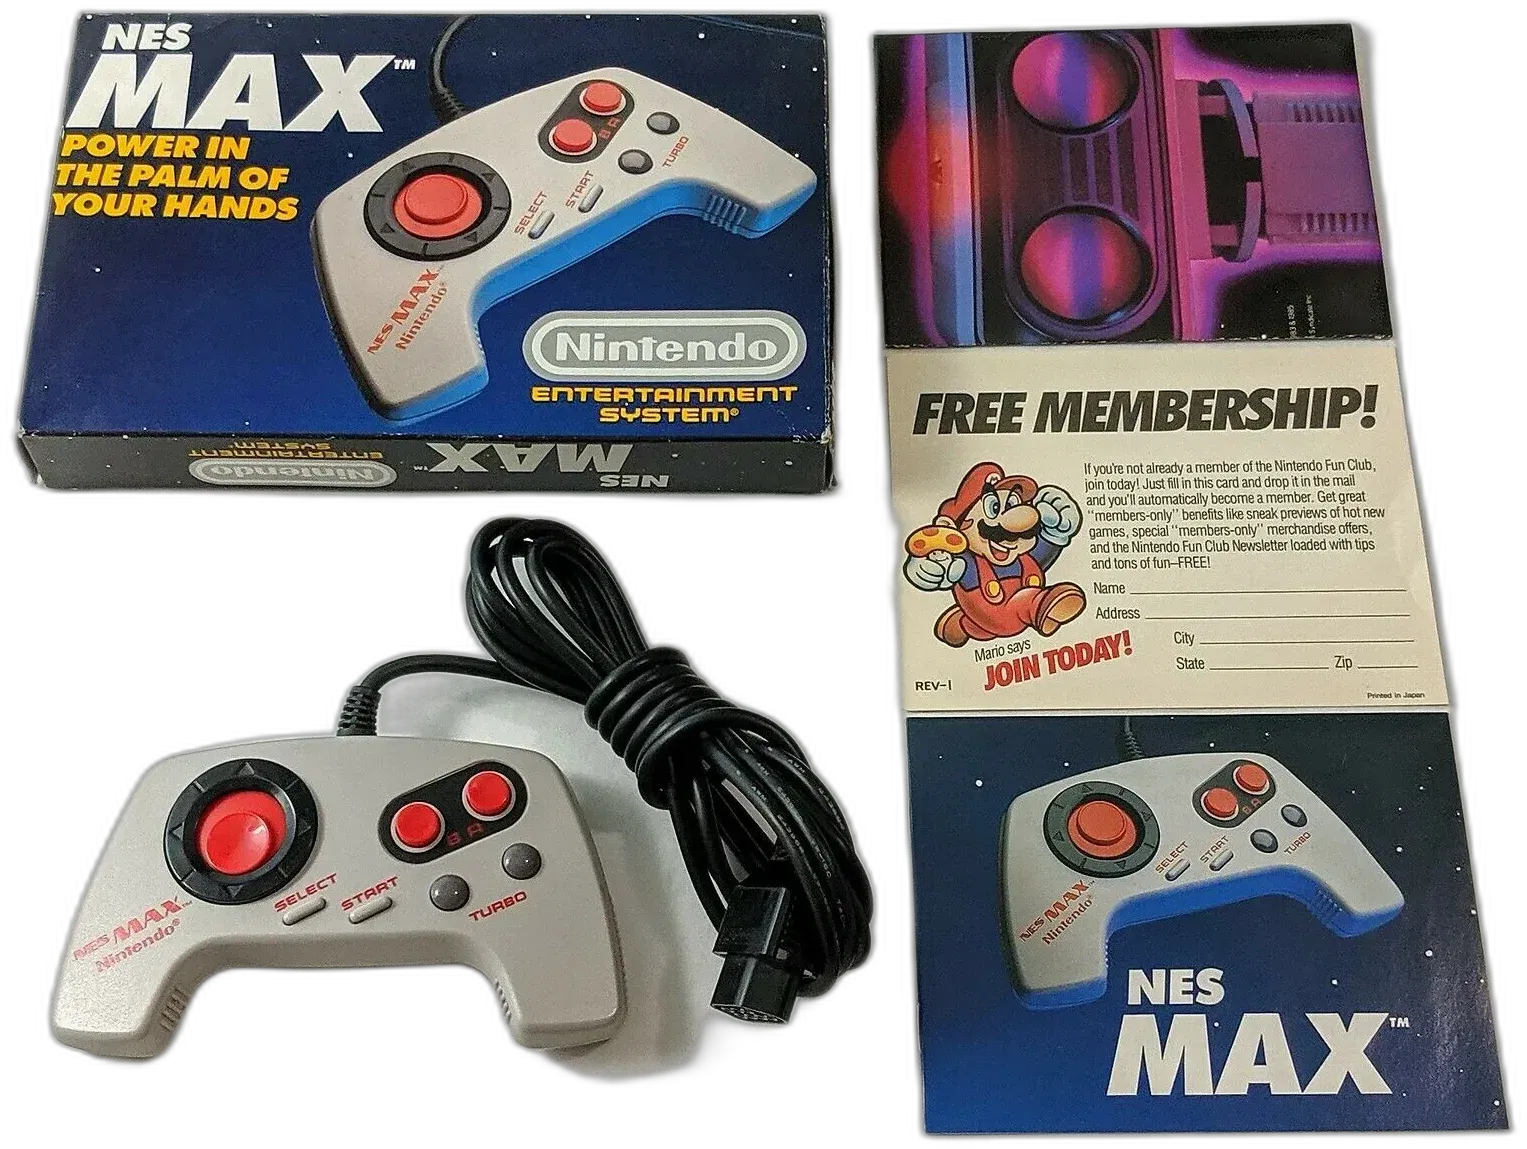 NES
MAX™
POWER IN
THE PALM OF
YOUR HANDS
B A
TURBO
SELECT
START
NES MAX™
Nintendo®
Nintendo
ENTERTAINMENT
SYSTEM®
Nintendo
ENTERTAINMENT
SYSTEM
NES
MAX™
B A
SELECT
START
TURBO
NES MAX™
Nintendo®
FREE MEMBERSHIP!
If you're not already a member of the Nintendo Fun Club,
join today! Just fill in this card and drop it in the mail
and you'll automatically become a member. Get great
"members-only" benefits like sneak previews of hot new
games, special "members-only" merchandise offers,
and the Nintendo Fun Club Newsletter loaded with tips
and tons of fun–FREE!
Name
Address
City
State Zip
Mario says
JOIN TODAY!
REV-I
Printed in Japan
B A
SELECT
START
TURBO
NES MAX™
Nintendo®
NES
MAX™